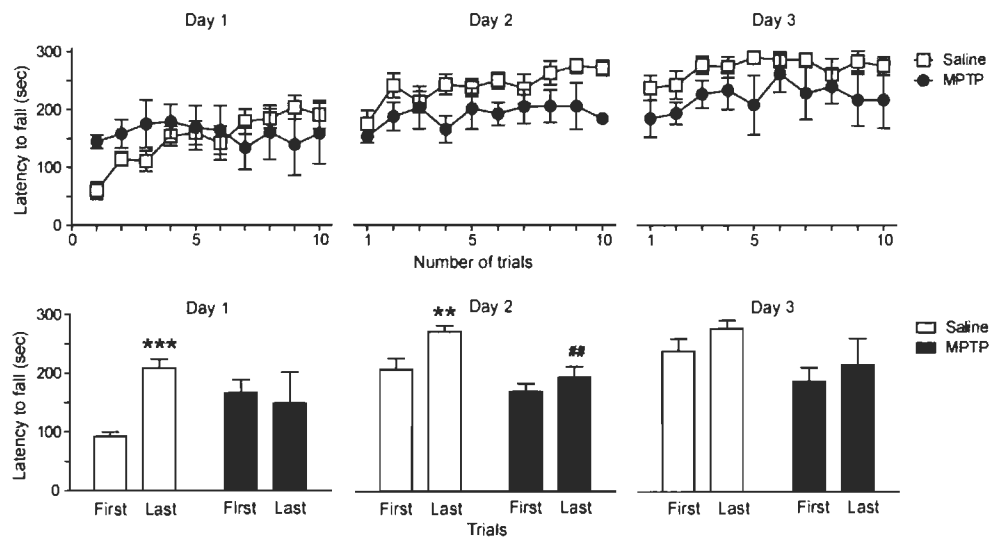 Day 1
Day 2
Day 3
Latency to fall (sec)
300
200
100
0
0
5
10
1
5
10
1
5
10
Number of trials
Saline
MPTP
Day 1
Day 2
Day 3
Latency to fall (sec)
300
200
100
0
***
**
##
First Last First Last
First Last First Last
First Last First Last
Trials
Saline
MPTP